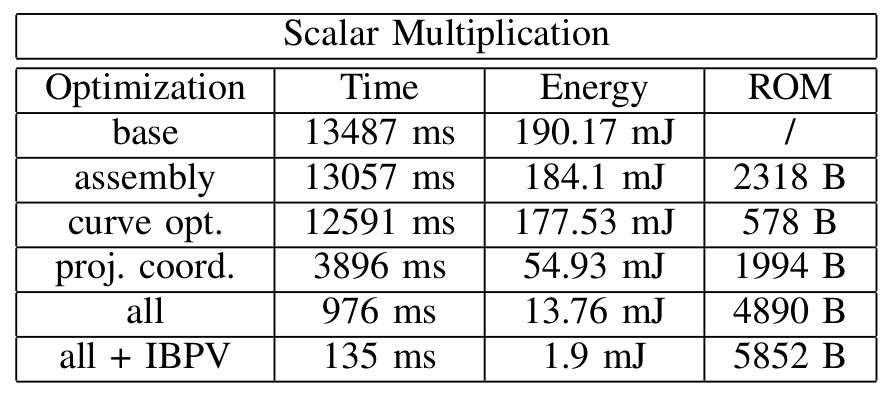 Scalar Multiplication
Optimization Time Energy ROM
base 13487 ms 190.17 mJ /
assembly 13057 ms 184.1 mJ 2318 B
curve opt. 12591 ms 177.53 mJ 578 B
proj. coord. 3896 ms 54.93 mJ 1994 B
all 976 ms 13.76 mJ 4890 B
all + IBPV 135 ms 1.9 mJ 5852 B